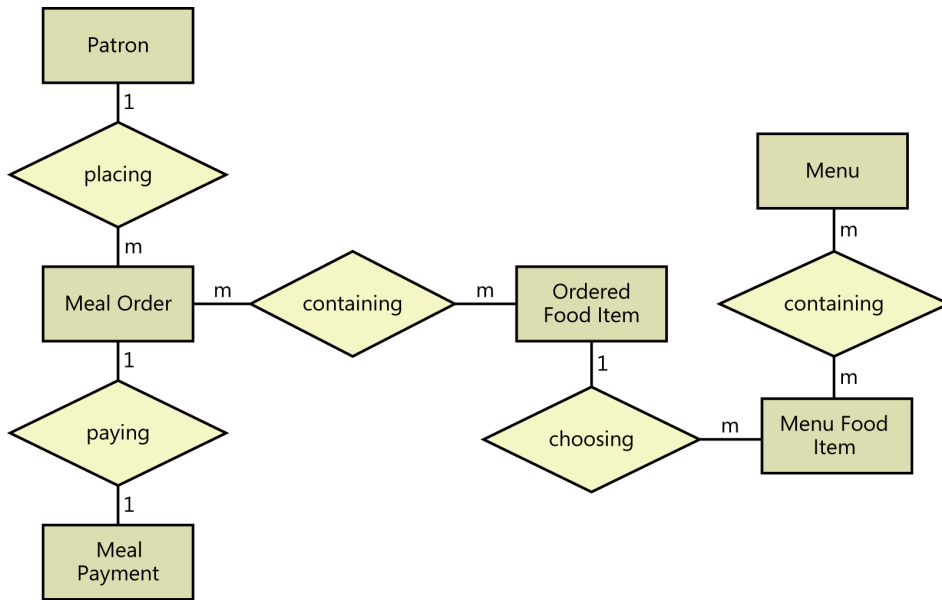 Patron
1
placing
m
Meal Order
m
containing
m
Ordered
Food Item
1
paying
1
Meal
Payment
1
choosing
m
Menu
m
containing
m
Menu Food
Item